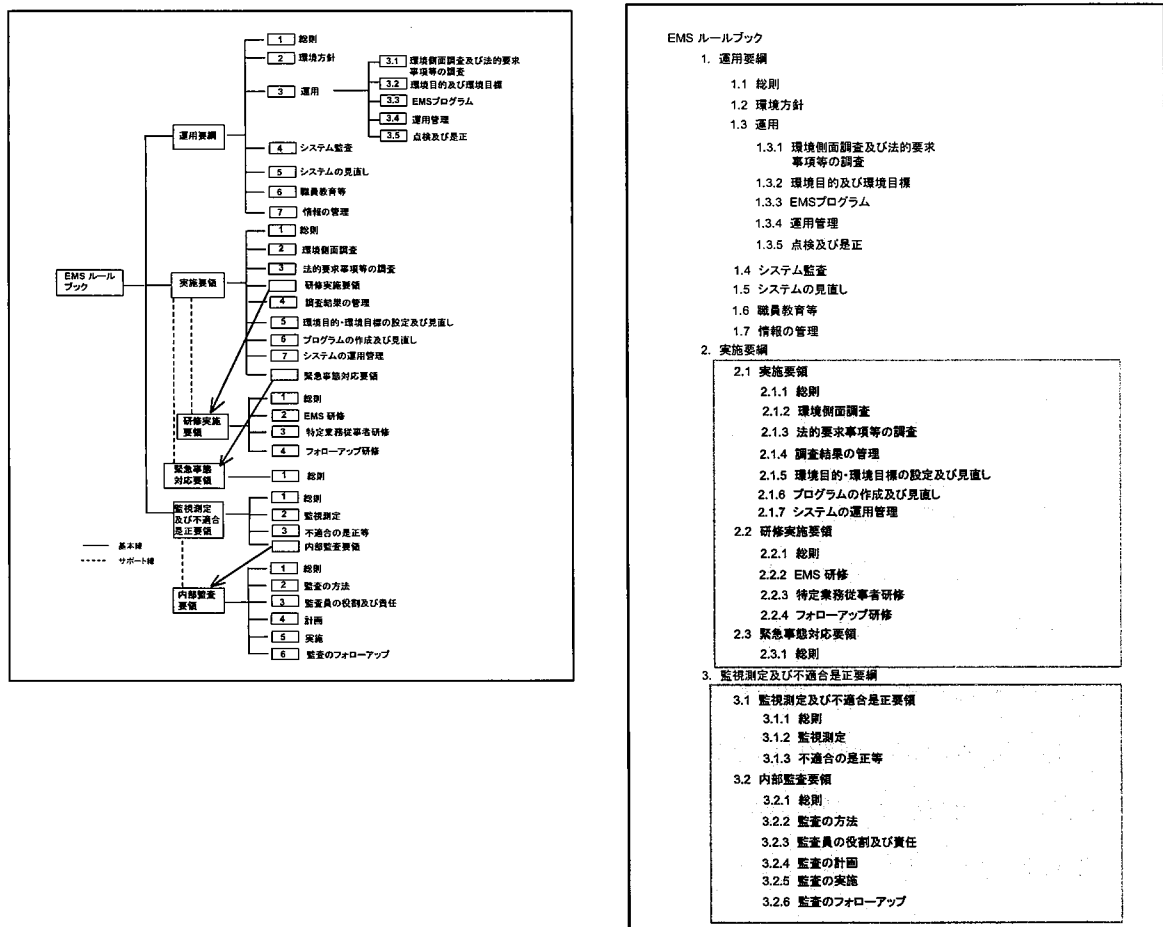 1 総則
2 環境方針
3 運用
3.1 環境側面調査及び法的要求
事項等の調査
3.2 環境目的及び環境目標
3.3 EMSプログラム
3.4 運用管理
3.5 点検及び是正
運用要綱
4 システム監査
5 システムの見直し
6 職員教育等
7 情報の管理
EMS ルール
ブック
実施要領
1 総則
2 環境側面調査
3 法的要求事項等の調査
研修実施要領
4 調査結果の管理
5 環境目的・環境目標の設定及び見直し
6 プログラムの作成及び見直し
7 システムの運用管理
緊急事態対応要領
研修実施
要領
1 総則
2 EMS 研修
3 特定業務従事者研修
4 フォローアップ研修
緊急事態
対応要領
1 総則
監視測定
及び不適合
是正要領
1 総則
2 監視測定
3 不適合の是正等
内部監査要領
基本線
サポート線
内部監査
要領
1 総則
2 監査の方法
3 監査員の役割及び責任
4 計画
5 実施
6 監査のフォローアップ
EMS ルールブック
1. 運用要綱
1.1 総則
1.2 環境方針
1.3 運用
1.3.1 環境側面調査及び法的要求
事項等の調査
1.3.2 環境目的及び環境目標
1.3.3 EMSプログラム
1.3.4 運用管理
1.3.5 点検及び是正
1.4 システム監査
1.5 システムの見直し
1.6 職員教育等
1.7 情報の管理
2. 実施要綱
2.1 実施要領
2.1.1 総則
2.1.2 環境側面調査
2.1.3 法的要求事項等の調査
2.1.4 調査結果の管理
2.1.5 環境目的・環境目標の設定及び見直し
2.1.6 プログラムの作成及び見直し
2.1.7 システムの運用管理
2.2 研修実施要領
2.2.1 総則
2.2.2 EMS 研修
2.2.3 特定業務従事者研修
2.2.4 フォローアップ研修
2.3 緊急事態対応要領
2.3.1 総則
3. 監視測定及び不適合是正要綱
3.1 監視測定及び不適合是正要領
3.1.1 総則
3.1.2 監視測定
3.1.3 不適合の是正等
3.2 内部監査要領
3.2.1 総則
3.2.2 監査の方法
3.2.3 監査員の役割及び責任
3.2.4 監査の計画
3.2.5 監査の実施
3.2.6 監査のフォローアップ